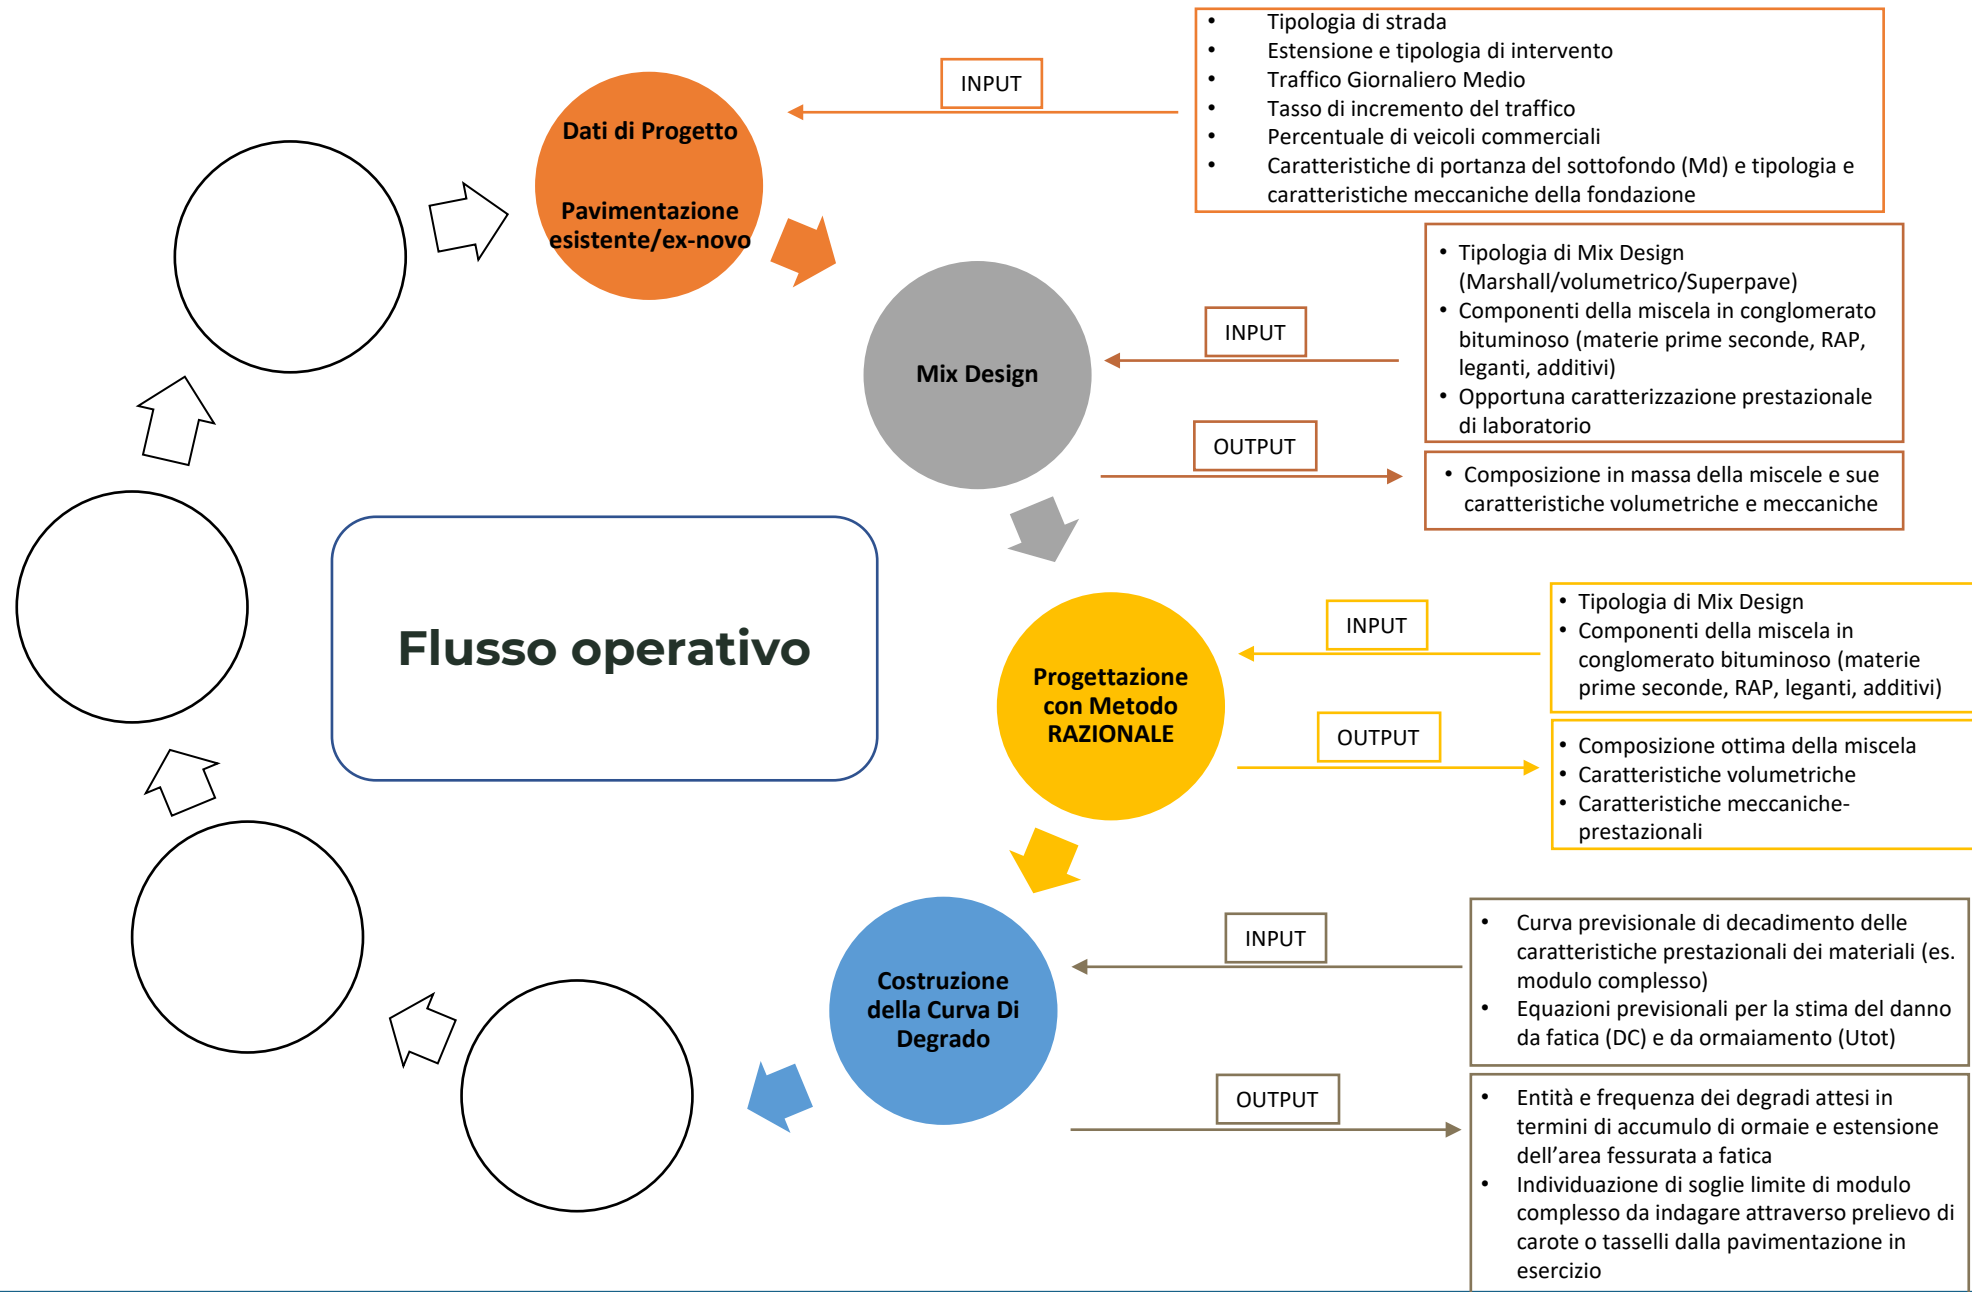 • Tipologia di strada
• Estensione e tipologia di intervento
• Traffico Giornaliero Medio
• Tasso di incremento del traffico
• Percentuale di veicoli commerciali
• Caratteristiche di portanza del sottofondo (Md) e tipologia e
caratteristiche meccaniche della fondazione
INPUT
Dati di Progetto
Pavimentazione
esistente/ex-novo
• Tipologia di Mix Design
(Marshall/volumetrico/Superpave)
• Componenti della miscela in conglomerato
bituminoso (materie prime seconde, RAP,
leganti, additivi)
• Opportuna caratterizzazione prestazionale
di laboratorio
INPUT
Mix Design
OUTPUT
• Composizione in massa della miscele e sue
caratteristiche volumetriche e meccaniche
Flusso operativo
INPUT
• Tipologia di Mix Design
• Componenti della miscela in
conglomerato bituminoso (materie
prime seconde, RAP, leganti, additivi)
Progettazione
con Metodo
RAZIONALE
OUTPUT
• Composizione ottima della miscela
• Caratteristiche volumetriche
• Caratteristiche meccaniche-
prestazionali
INPUT
• Curva previsionale di decadimento delle
caratteristiche prestazionali dei materiali (es.
modulo complesso)
• Equazioni previsionali per la stima del danno
da fatica (DC) e da ormaiamento (Utot)
Costruzione
della Curva Di
Degrado
OUTPUT
• Entità e frequenza dei degradi attesi in
termini di accumulo di ormaie e estensione
dell'area fessurata a fatica
• Individuazione di soglie limite di modulo
complesso da indagare attraverso prelievo di
carote o tasselli dalla pavimentazione in
esercizio